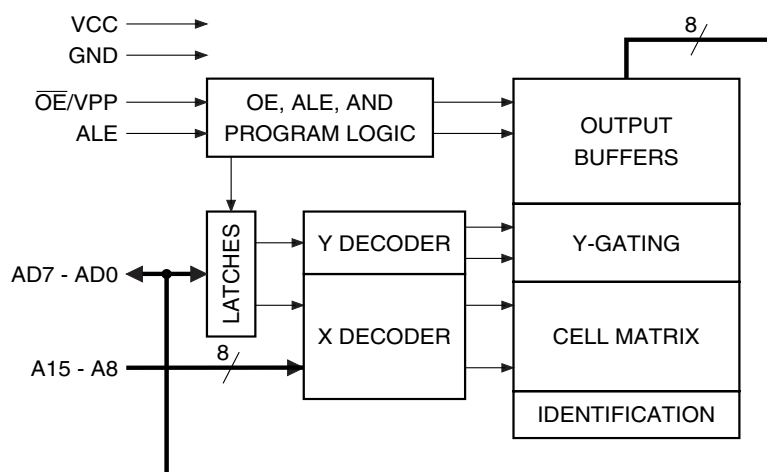 VCC
GND
OE/VPP
ALE
OE, ALE, AND
PROGRAM LOGIC
8
OUTPUT
BUFFERS
LATCHES
Y DECODER
Y-GATING
AD7 - AD0
X DECODER
CELL MATRIX
A15 - A8
8
IDENTIFICATION